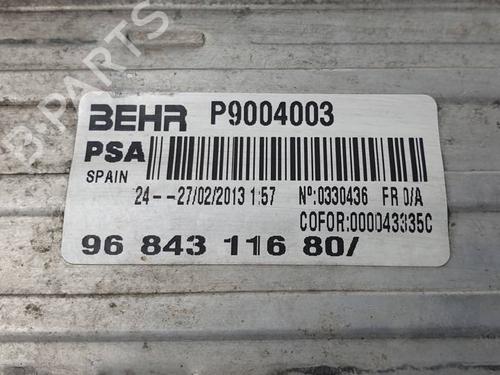 BEHR P9004003
PSA
SPAIN
24--27/02/2013 1:57 Nº:0330436 FR 0/A
COFOR:000043335C
96 843 116 80/
B-PARTS